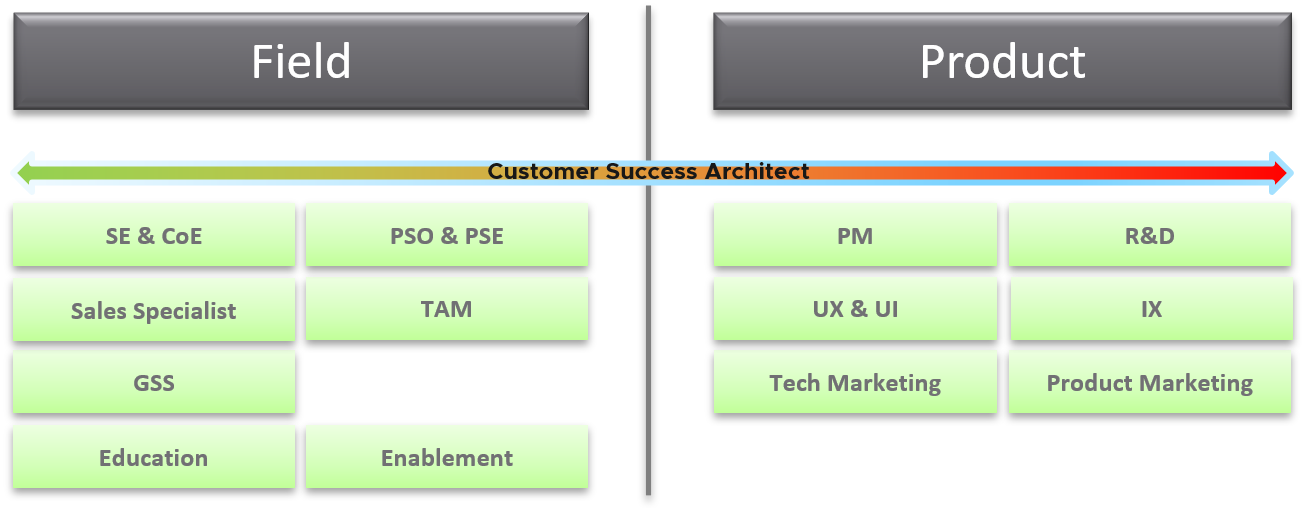 Field
Product
Customer Success Architect
SE & CoE
PSO & PSE
PM
R&D
Sales Specialist
TAM
UX & UI
IX
GSS
Tech Marketing
Product Marketing
Education
Enablement